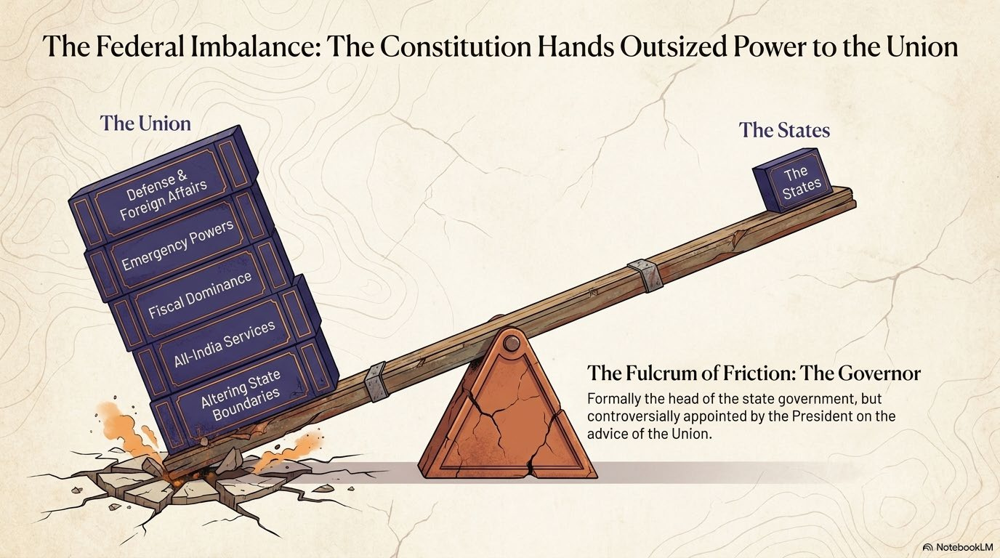 The Federal Imbalance: The Constitution Hands Outsized Power to the Union
The Union
Defense &
Foreign Affairs
Emergency Powers
Fiscal Dominance
All-India Services
Altering State
Boundaries
The States
The
States
The Fulcrum of Friction: The Governor
Formally the head of the state government, but
controversially appointed by the President on the
advice of the Union.
NotebookLM